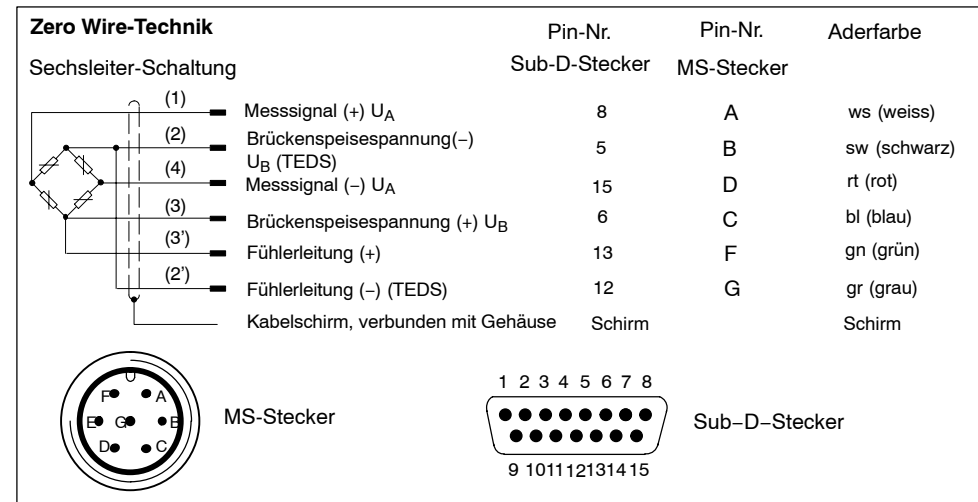 Zero Wire-Technik Pin-Nr. Pin-Nr. Aderfarbe
Sechsleiter-Schaltung Sub-D-Stecker MS-Stecker
(1) Messsignal (+) UA 8 A ws (weiss)
(2) Brückenspeisespannung(−)
UB (TEDS) 5 B sw (schwarz)
(4) Messsignal (−) UA 15 D rt (rot)
(3) Brückenspeisespannung (+) UB 6 C bl (blau)
(3') Fühlerleitung (+) 13 F gn (grün)
(2') Fühlerleitung (−) (TEDS) 12 G gr (grau)
Kabelschirm, verbunden mit Gehäuse Schirm Schirm
F A
E G B
D C
MS-Stecker
1 2 3 4 5 6 7 8
Sub−D−Stecker
9 10 11 12 13 14 15